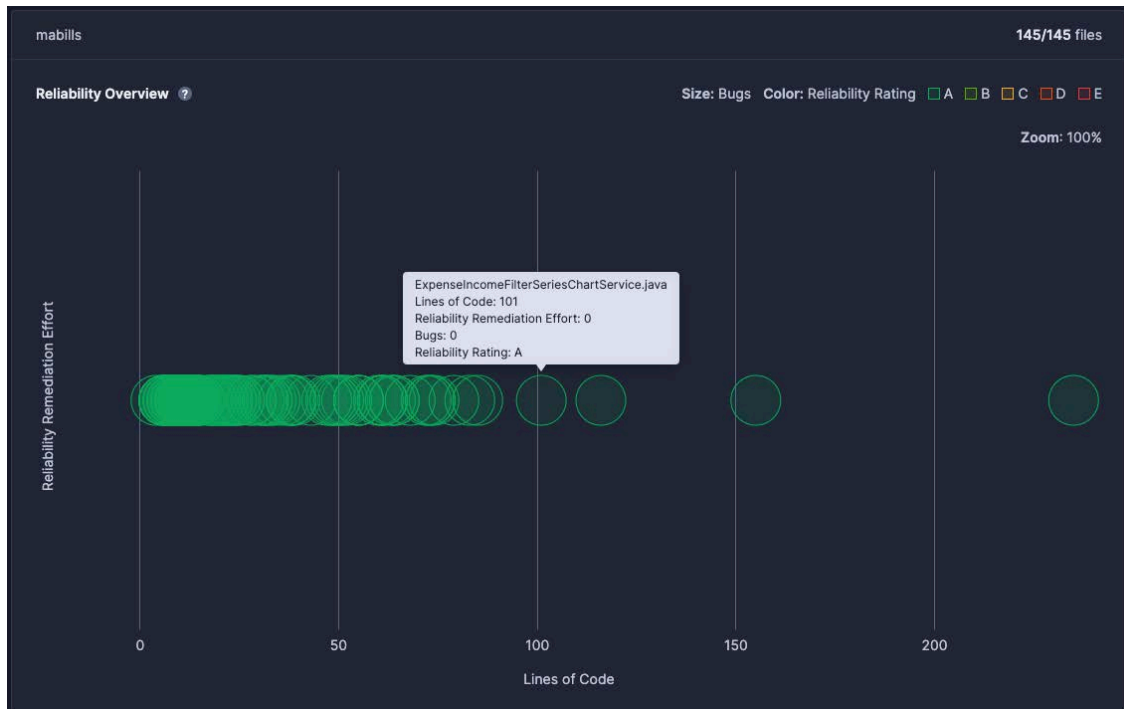 mabills
145/145 files
Reliability Overview ?
Size: Bugs Color: Reliability Rating A B C D E
Zoom: 100%
ExpenseIncomeFilterSeriesChartService.java
Lines of Code: 101
Reliability Remediation Effort: 0
Bugs: 0
Reliability Rating: A
Reliability Remediation Effort
0 50 100 150 200
Lines of Code